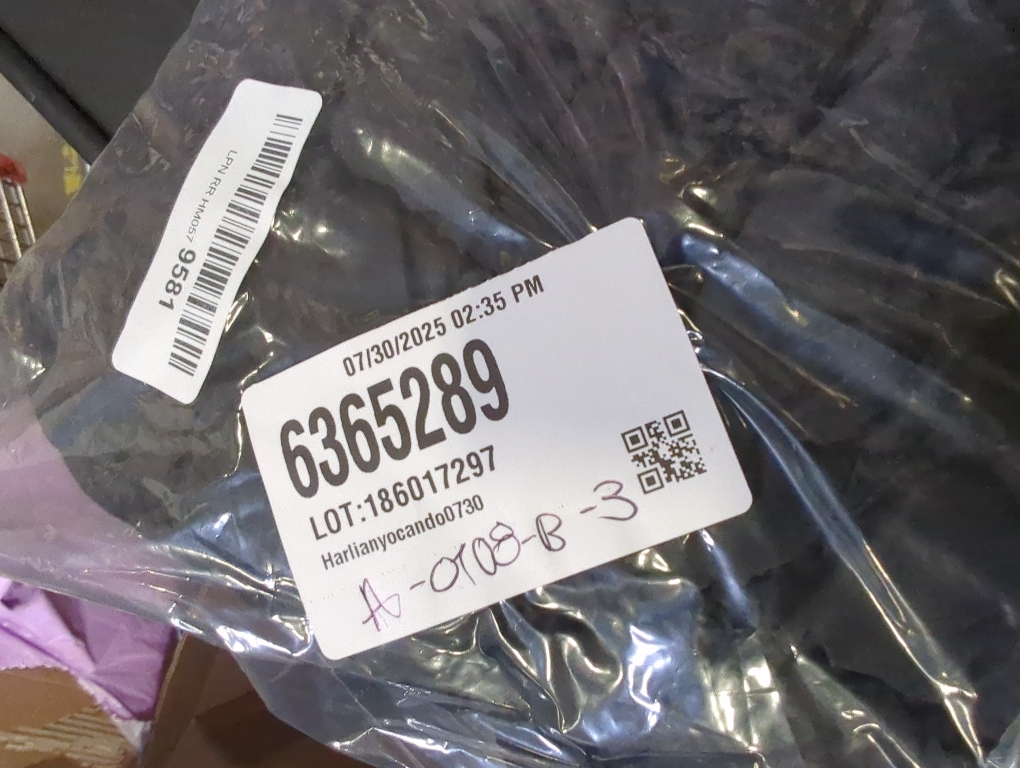 LPN RR HM057 9581
07/30/2025 02:35 PM
6365289
LOT:186017297
Harlianyocando0730
A-0108-B-3